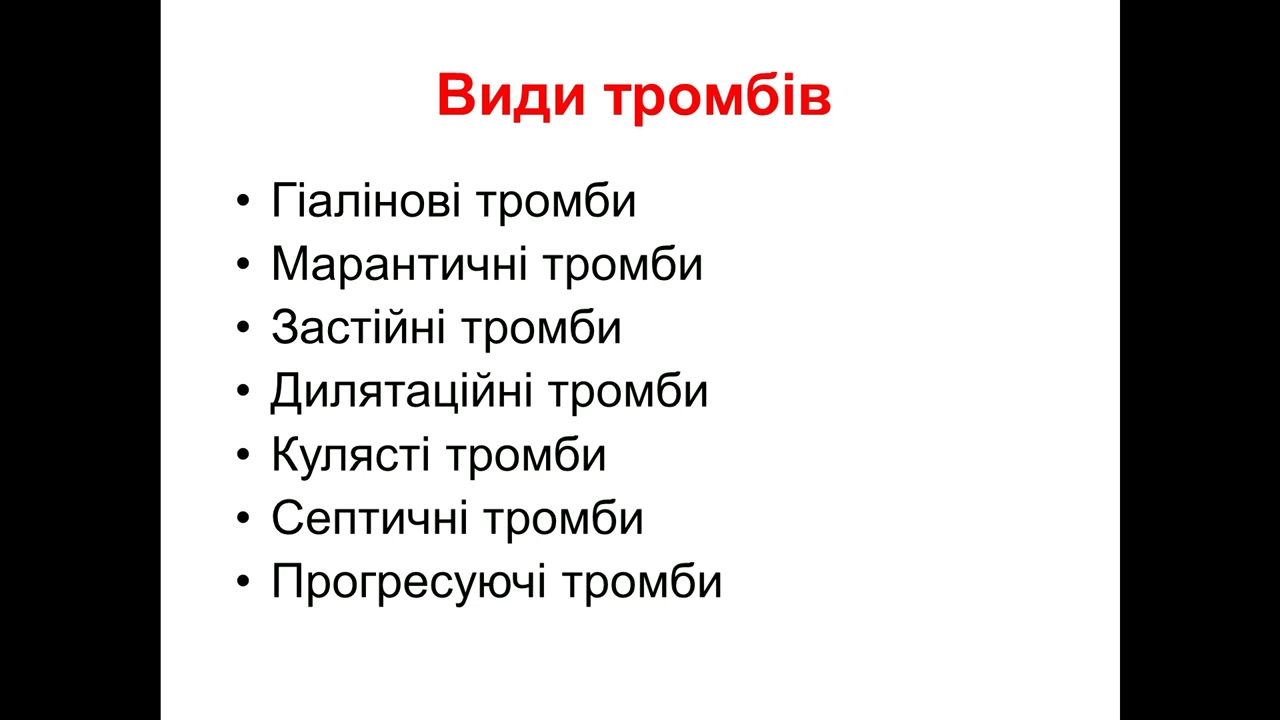 Види тромбів
• Гіалінові тромби
• Марантичні тромби
• Застійні тромби
• Дилятаційні тромби
• Кулясті тромби
• Септичні тромби
• Прогресуючі тромби